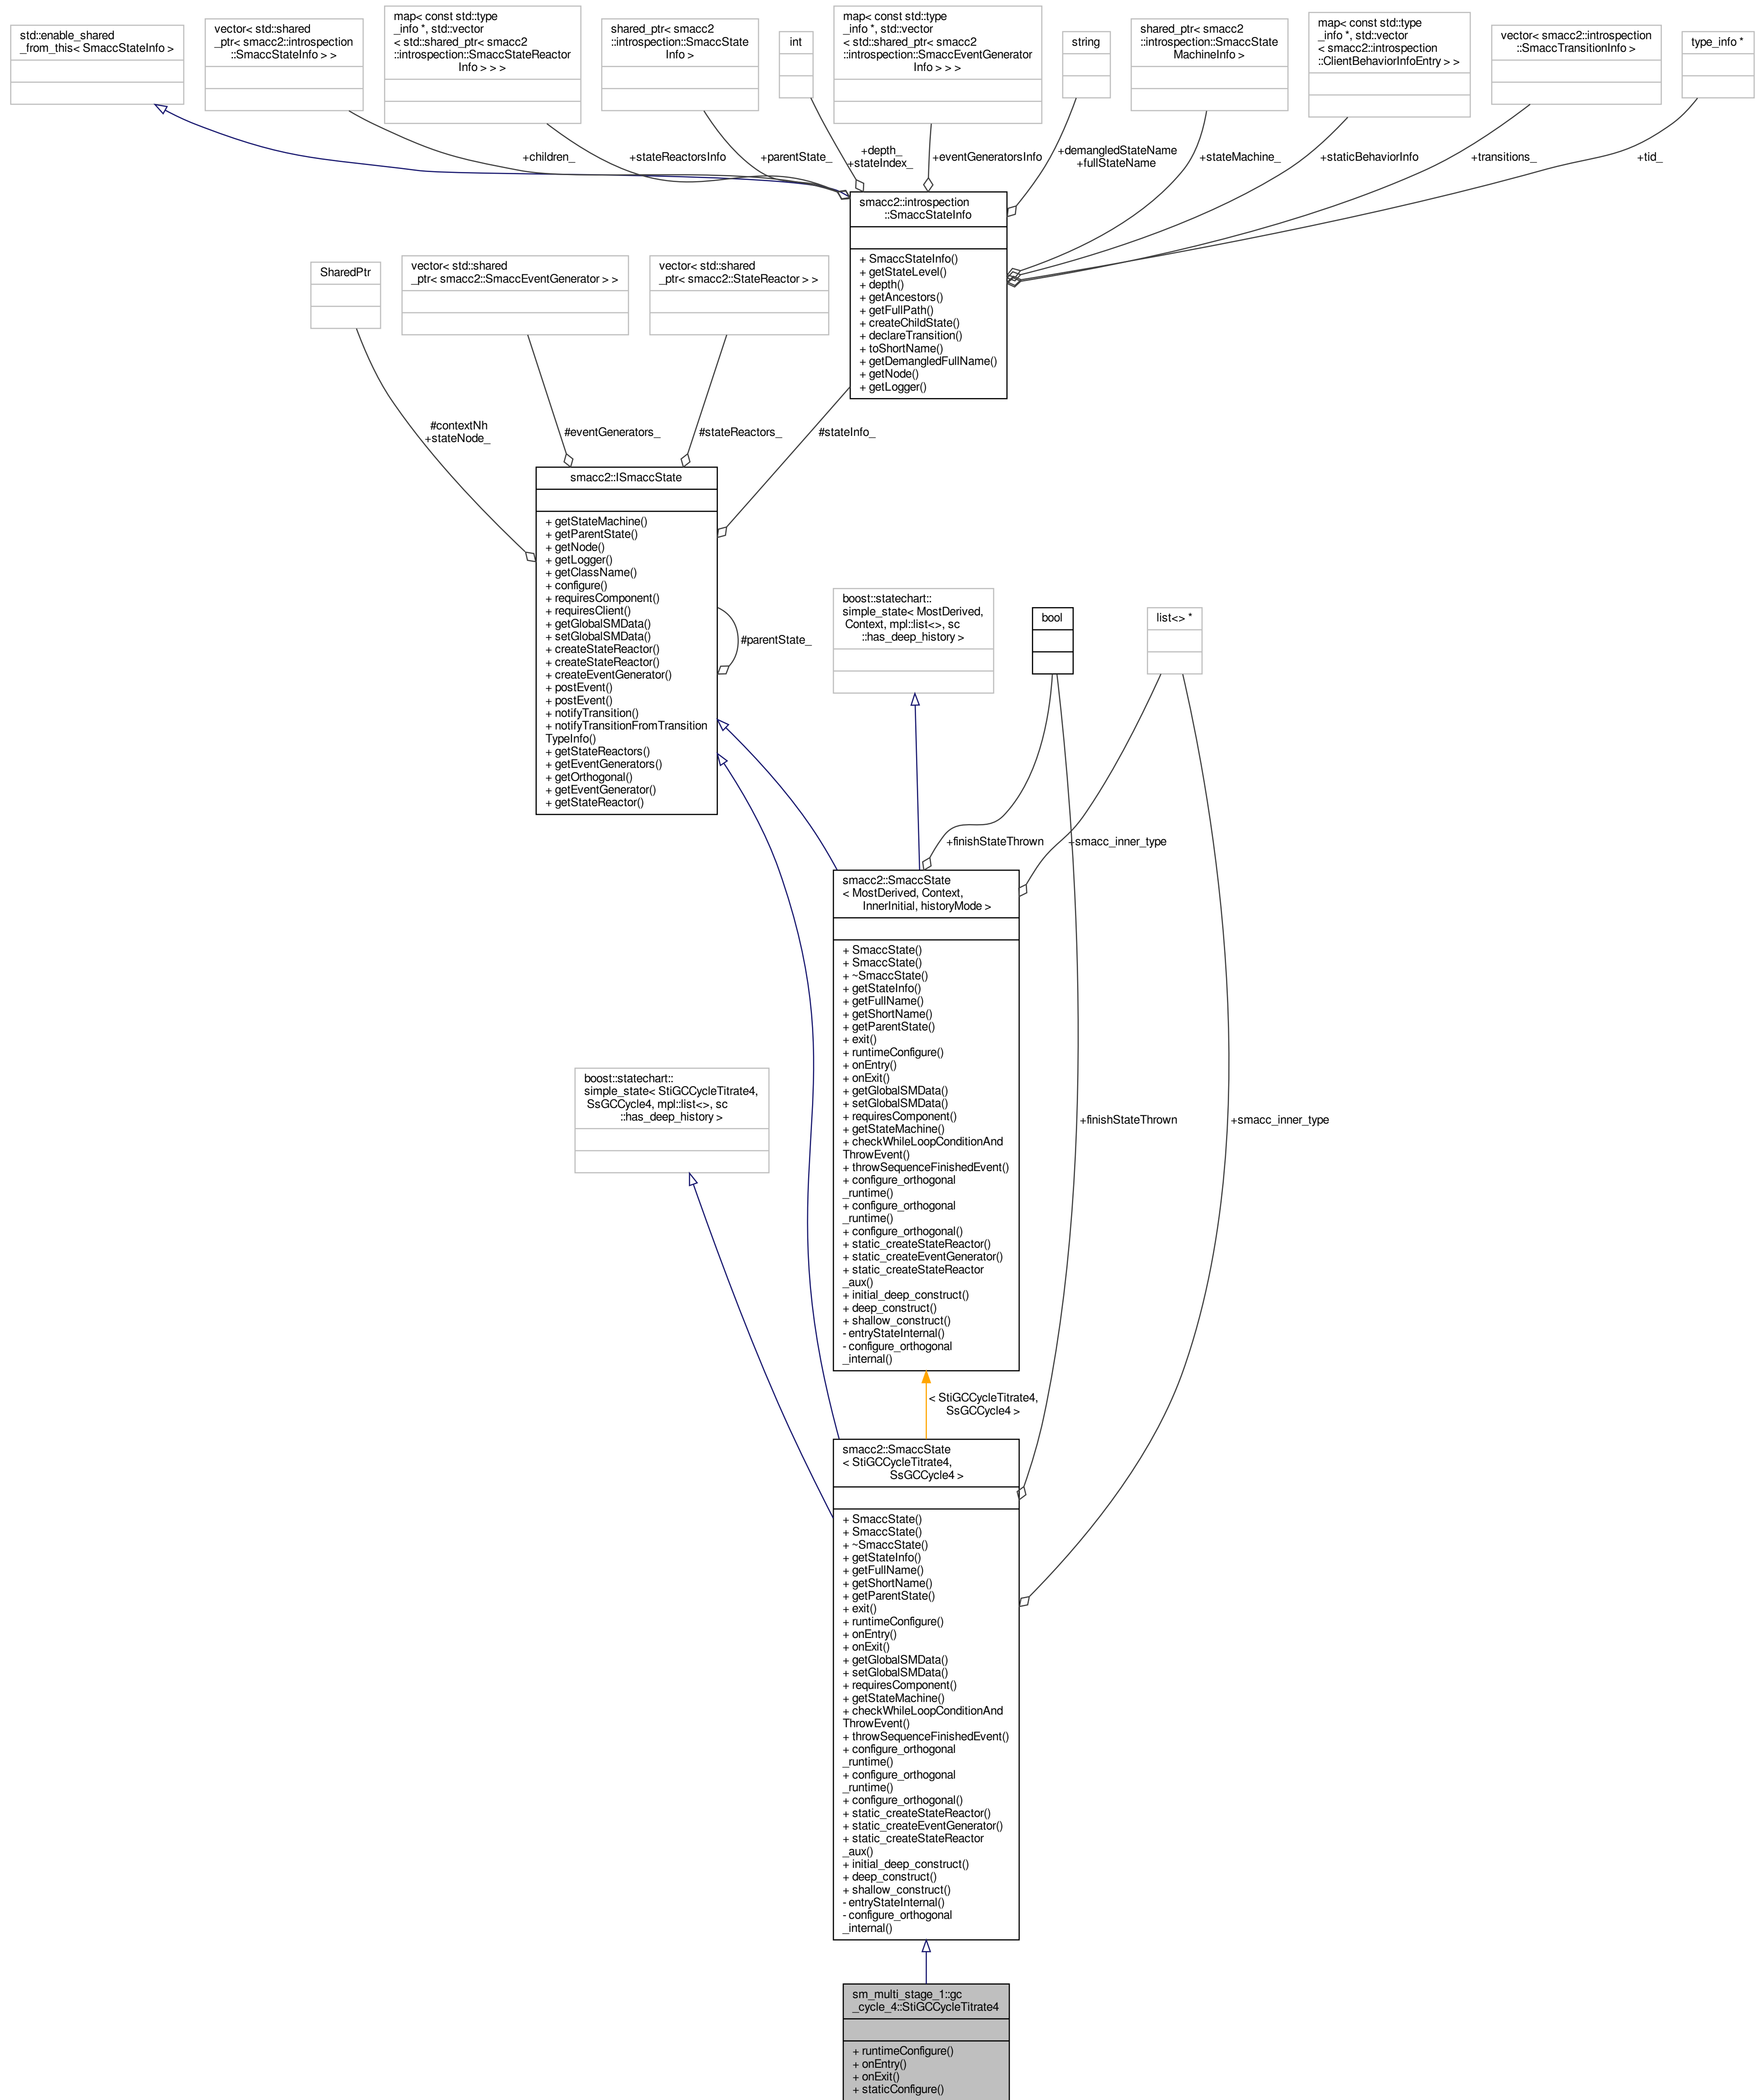 std::enable_shared
_from_this< SmaccStateInfo >
vector< std::shared
_ptr< smacc2::introspection
::SmaccStateInfo > >
map< const std::type
_info *, std::vector
< std::shared_ptr< smacc2
::introspection::SmaccStateReactor
Info > > >
shared_ptr< smacc2
::introspection::SmaccState
Info >
int
map< const std::type
_info *, std::vector
< std::shared_ptr< smacc2
::introspection::SmaccEventGenerator
Info > > >
string
shared_ptr< smacc2
::introspection::SmaccState
MachineInfo >
map< const std::type
_info *, std::vector
< smacc2::introspection
::ClientBehaviorInfoEntry > >
vector< smacc2::introspection
::SmaccTransitionInfo >
type_info *
+children_
+stateReactorsInfo
+parentState_
+depth_
+stateIndex_
+eventGeneratorsInfo
+demangledStateName
+fullStateName
+stateMachine_
+staticBehaviorInfo
+transitions_
+tid_
smacc2::introspection
::SmaccStateInfo
+ SmaccStateInfo()
+ getStateLevel()
+ depth()
+ getAncestors()
+ getFullPath()
+ createChildState()
+ declareTransition()
+ toShortName()
+ getDemangledFullName()
+ getNode()
+ getLogger()
SharedPtr
vector< std::shared
_ptr< smacc2::SmaccEventGenerator > >
vector< std::shared
_ptr< smacc2::StateReactor > >
#contextNh
+stateNode_
#eventGenerators_
#stateReactors_
#stateInfo_
smacc2::ISmaccState
+ getStateMachine()
+ getParentState()
+ getNode()
+ getLogger()
+ getClassName()
+ configure()
+ requiresComponent()
+ requiresClient()
+ getGlobalSMData()
+ setGlobalSMData()
+ createStateReactor()
+ createStateReactor()
+ createEventGenerator()
+ postEvent()
+ postEvent()
+ notifyTransition()
+ notifyTransitionFromTransition
TypeInfo()
+ getStateReactors()
+ getEventGenerators()
+ getOrthogonal()
+ getEventGenerator()
+ getStateReactor()
#parentState_
boost::statechart::
simple_state< MostDerived,
Context, mpl::list<>, sc
::has_deep_history >
bool
list<> *
+finishStateThrown
+smacc_inner_type
smacc2::SmaccState
< MostDerived, Context,
InnerInitial, historyMode >
+ SmaccState()
+ SmaccState()
+ ~SmaccState()
+ getStateInfo()
+ getFullName()
+ getShortName()
+ getParentState()
+ exit()
+ runtimeConfigure()
+ onEntry()
+ onExit()
+ getGlobalSMData()
+ setGlobalSMData()
+ requiresComponent()
+ getStateMachine()
+ checkWhileLoopConditionAnd
ThrowEvent()
+ throwSequenceFinishedEvent()
+ configure_orthogonal
_runtime()
+ configure_orthogonal
_runtime()
+ configure_orthogonal()
+ static_createStateReactor()
+ static_createEventGenerator()
+ static_createStateReactor
_aux()
+ initial_deep_construct()
+ deep_construct()
+ shallow_construct()
- entryStateInternal()
- configure_orthogonal
_internal()
boost::statechart::
simple_state< StiGCCycleTitrate4,
SsGCCycle4, mpl::list<>, sc
::has_deep_history >
+finishStateThrown
+smacc_inner_type
< StiGCCycleTitrate4,
SsGCCycle4 >
smacc2::SmaccState
< StiGCCycleTitrate4,
SsGCCycle4 >
+ SmaccState()
+ SmaccState()
+ ~SmaccState()
+ getStateInfo()
+ getFullName()
+ getShortName()
+ getParentState()
+ exit()
+ runtimeConfigure()
+ onEntry()
+ onExit()
+ getGlobalSMData()
+ setGlobalSMData()
+ requiresComponent()
+ getStateMachine()
+ checkWhileLoopConditionAnd
ThrowEvent()
+ throwSequenceFinishedEvent()
+ configure_orthogonal
_runtime()
+ configure_orthogonal
_runtime()
+ configure_orthogonal()
+ static_createStateReactor()
+ static_createEventGenerator()
+ static_createStateReactor
_aux()
+ initial_deep_construct()
+ deep_construct()
+ shallow_construct()
- entryStateInternal()
- configure_orthogonal
_internal()
sm_multi_stage_1::gc
_cycle_4::StiGCCycleTitrate4
+ runtimeConfigure()
+ onEntry()
+ onExit()
+ staticConfigure()